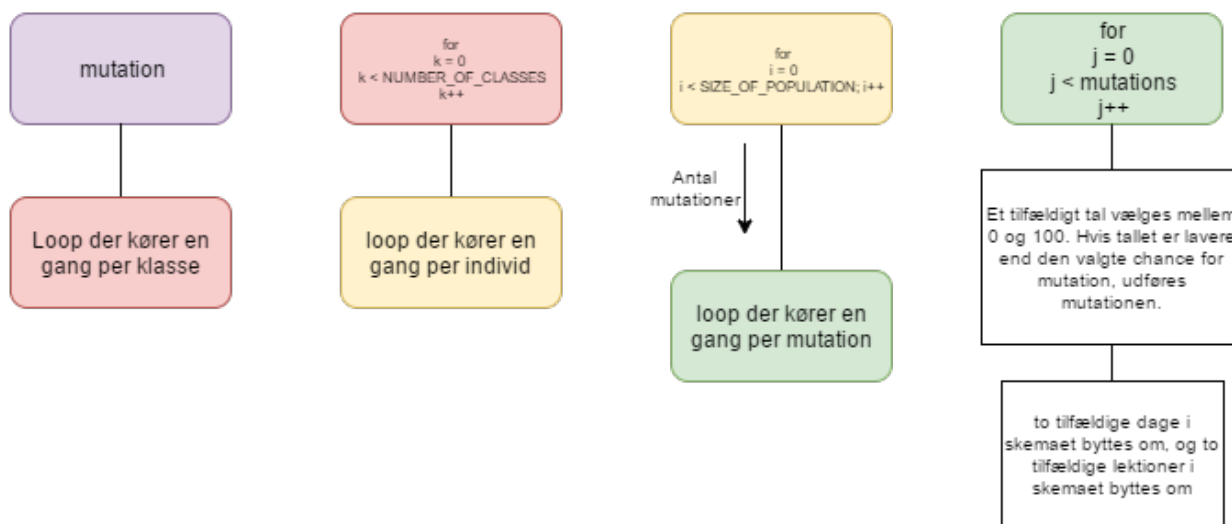 mutation
Loop der kører en
gang per klasse
for
k = 0
k < NUMBER_OF_CLASSES
k++
loop der kører en
gang per individ
for
i = 0
i < SIZE_OF_POPULATION; i++
Antal
mutationer
loop der kører en
gang per mutation
for
j = 0
j < mutations
j++
Et tilfældigt tal vælges mellem
0 og 100. Hvis tallet er lavere
end den valgte chance for
mutation, udføres
mutationen.
to tilfældige dage i
skemaet byttes om, og to
tilfældige lektioner i
skemaet byttes om